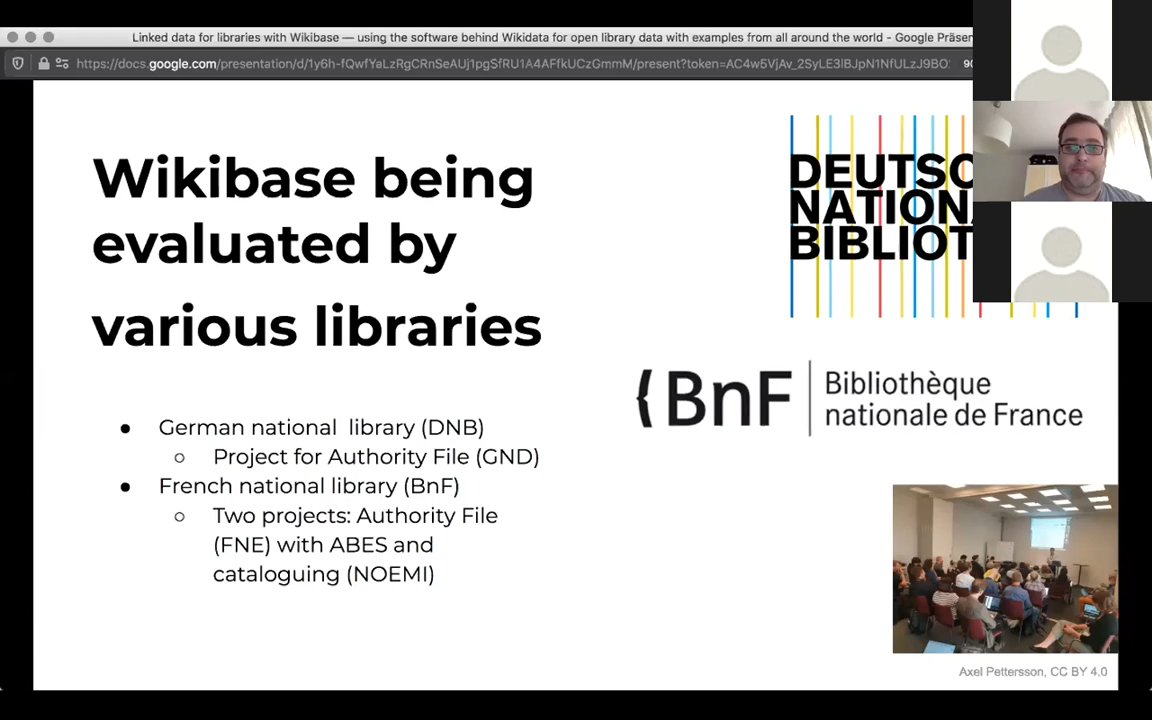 Linked data for libraries with Wikibase — using the software behind Wikidata for open library data with examples from all around the world - Google Präsen
https://docs.google.com/presentation/d/1y6h-fQwfYaLzRgCRnSeAUj1pgSfRU1A4AFfkUCzGmmM/present?token=AC4w5VjAv_2SyLE3lBJpN1NfULzJ9BO
90
Wikibase being
evaluated by
various libraries
German national library (DNB)
Project for Authority File (GND)
French national library (BnF)
Two projects: Authority File
(FNE) with ABES and
cataloguing (NOEMI)
DEUTSC
NATION
BIBLIOT
BnF
Bibliothèque
nationale de France
Axel Pettersson, CC BY 4.0